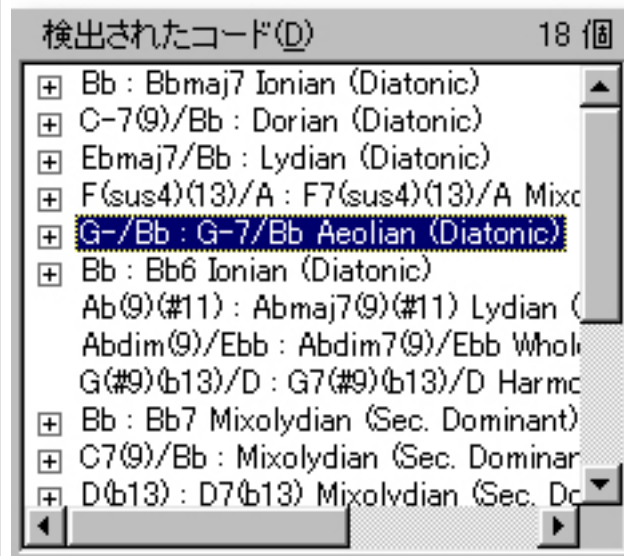 検出されたコード(D) 18 個
Bb : Bbmaj7 Ionian (Diatonic)
C-7(9)/Bb : Dorian (Diatonic)
Ebmaj7/Bb : Lydian (Diatonic)
F(sus4)(13)/A : F7(sus4)(13)/A Mixo
G-/Bb : G-7/Bb Aeolian (Diatonic)
Bb : Bb6 Ionian (Diatonic)
Ab(9)(#11) : Abmaj7(9)(#11) Lydian (
Abdim(9)/Ebb : Abdim7(9)/Ebb Whol
G(#9)(b13)/D : G7(#9)(b13)/D Harmo
Bb : Bb7 Mixolydian (Sec. Dominant)
C7(9)/Bb : Mixolydian (Sec. Dominan
D(b13) : D7(b13) Mixolydian (Sec. Do